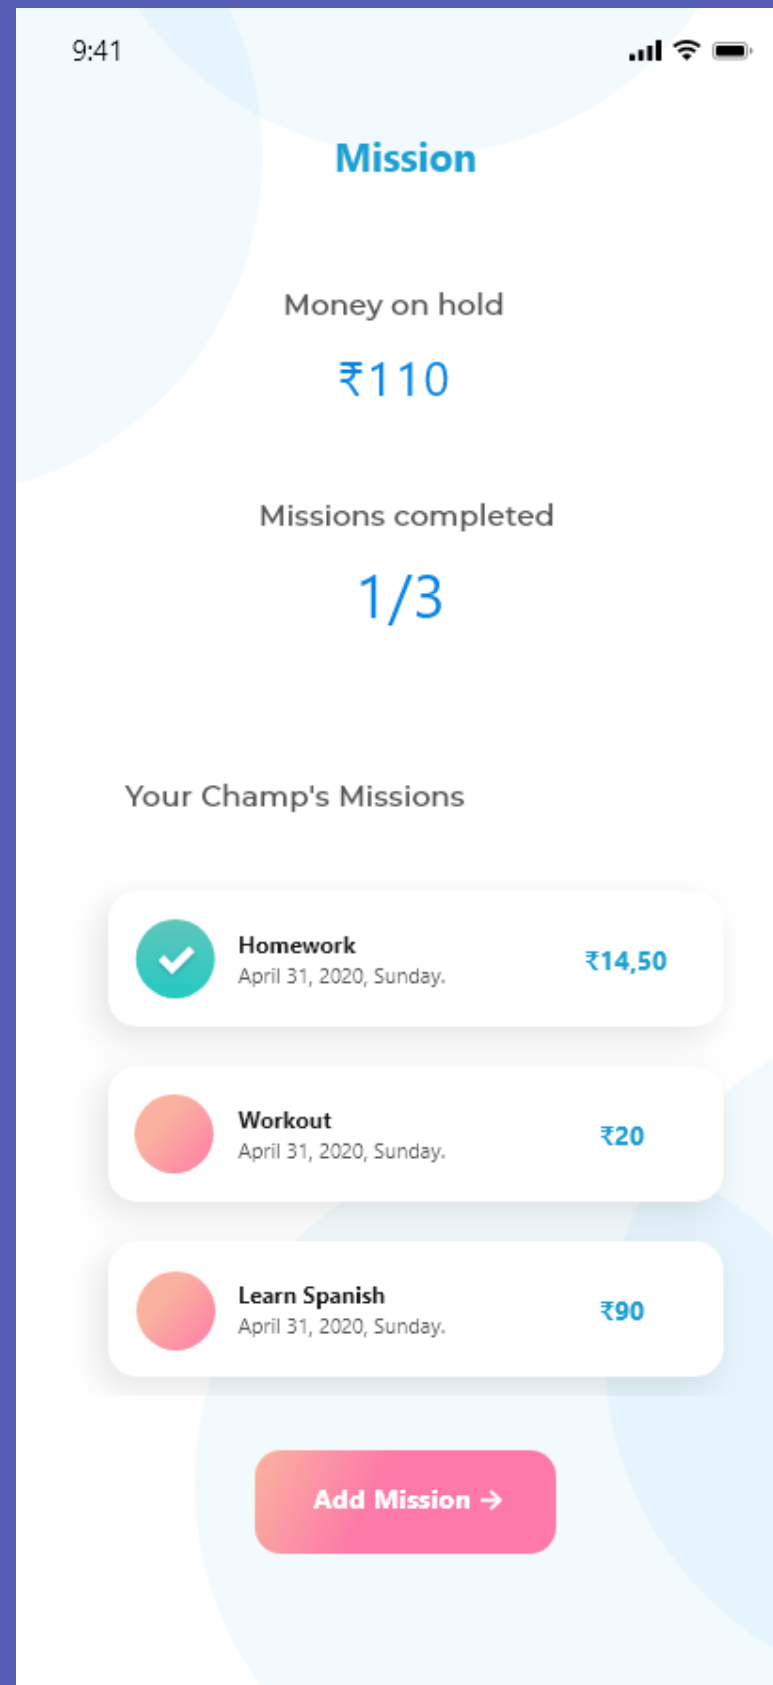 9:41
Mission
Money on hold
₹110
Missions completed
1/3
Your Champ's Missions
Homework
April 31, 2020, Sunday.
₹14,50
Workout
April 31, 2020, Sunday.
₹20
Learn Spanish
April 31, 2020, Sunday.
₹90
Add Mission →